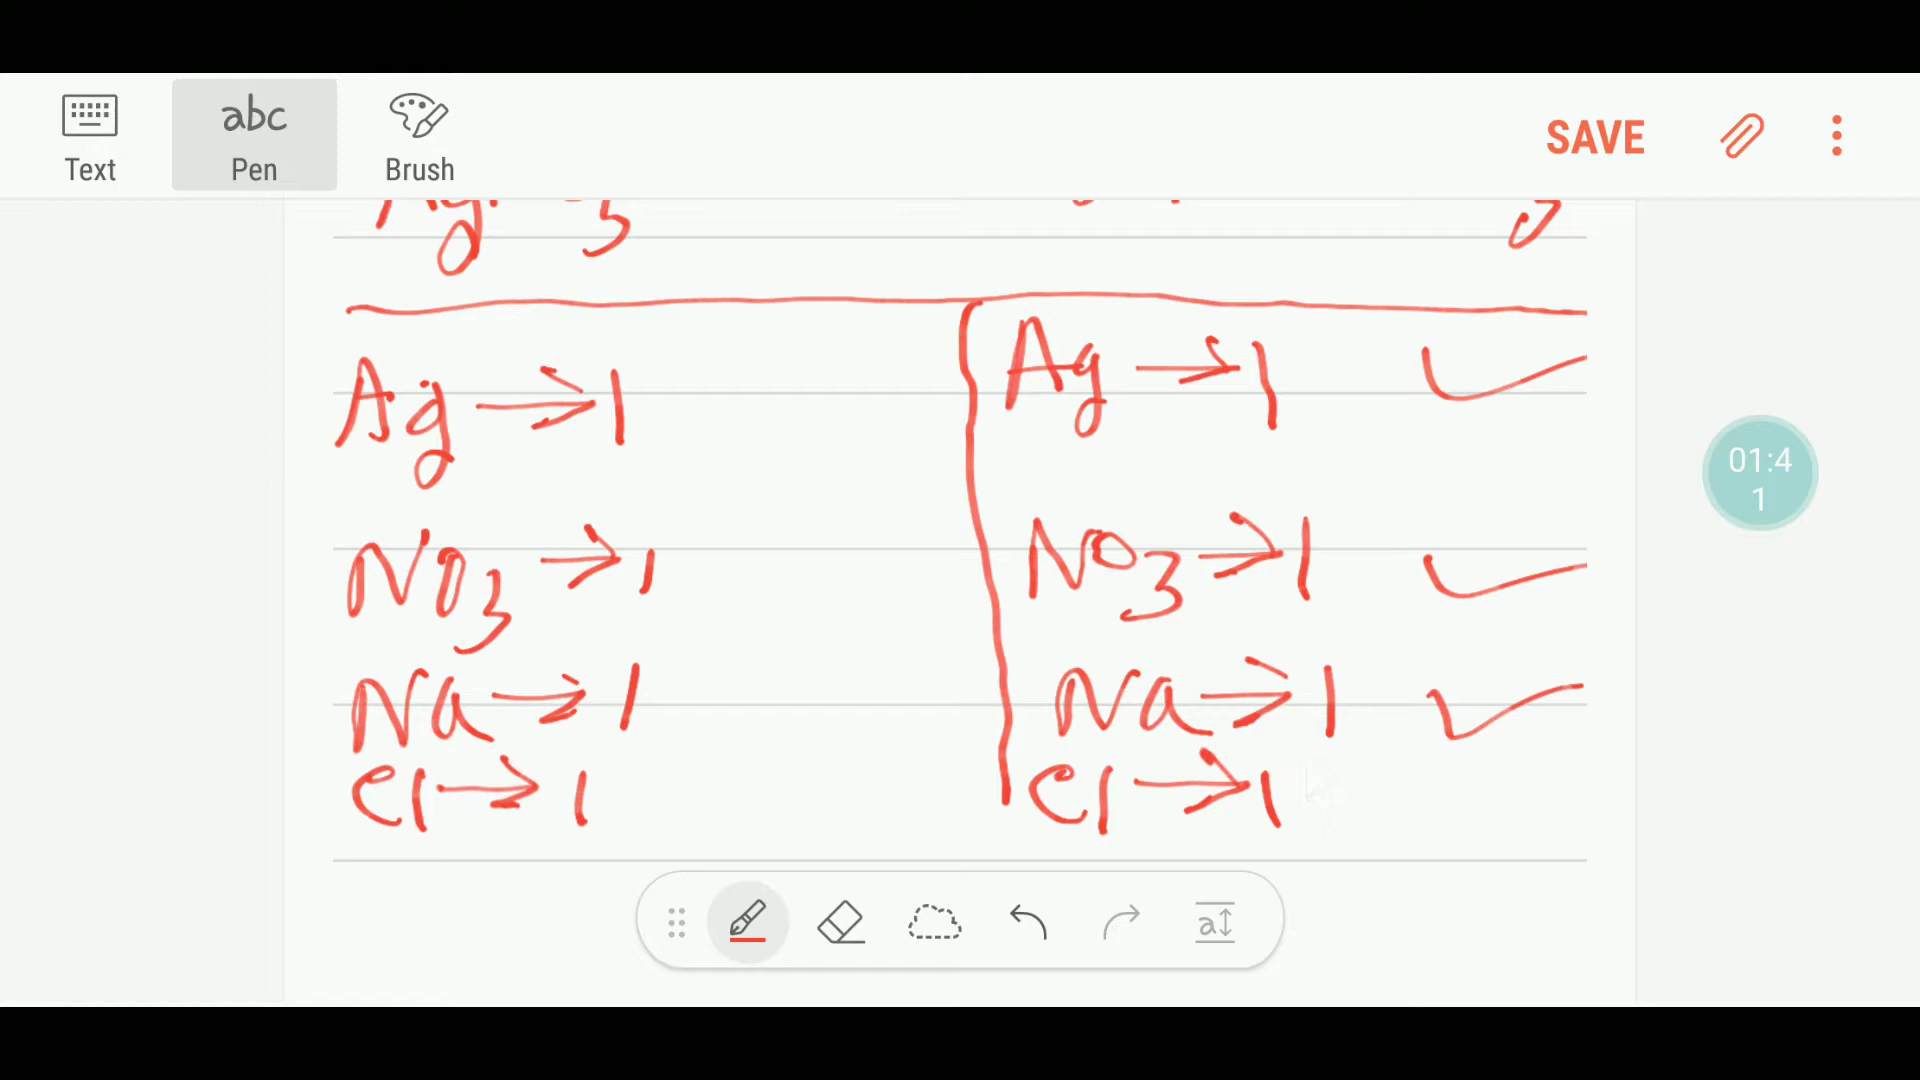 Text
abc
Pen
Brush
SAVE
Ag → 1 Ag → 1 ✓
NO3 → 1 NO3 → 1 ✓
Na → 1 Na → 1 ✓
Cl → 1 Cl → 1
01:4
1
a